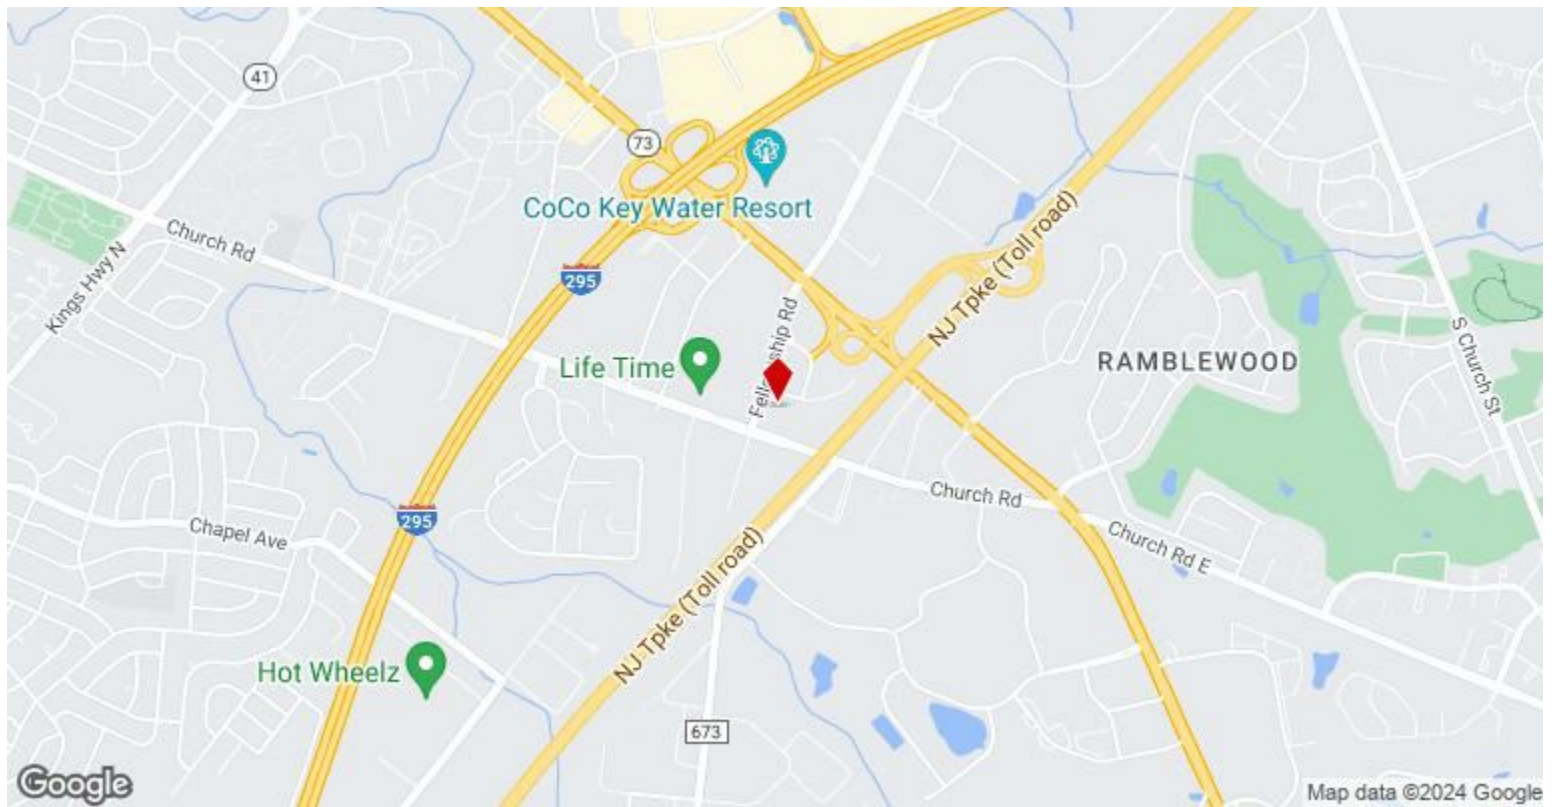 41
73
CoCo Key Water Resort
Church Rd
Kings Hwy N
295
NJ Tpke (Toll road)
Fellowship Rd
Life Time
RAMBLEWOOD
S Church St
Church Rd
295
Chapel Ave
Church Rd E
NJ Tpke (Toll road)
Hot Wheelz
673
Google
Map data ©2024 Google